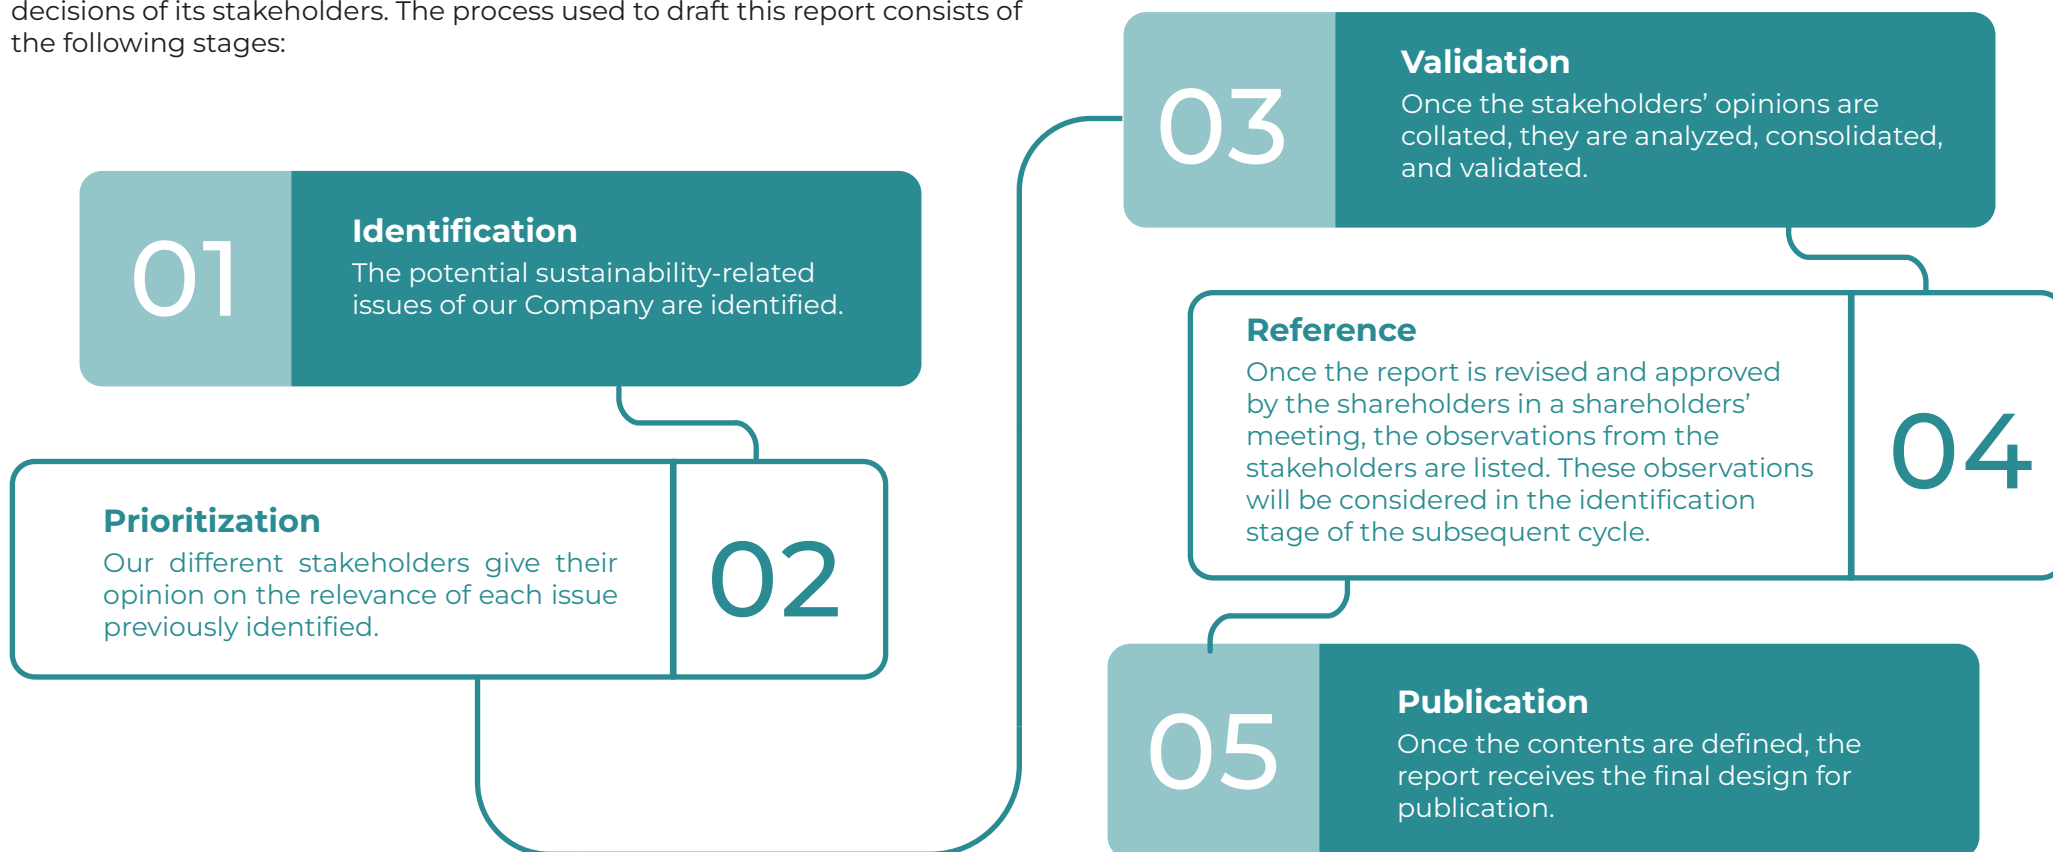 decisions of its stakeholders. The process used to draft this report consists of
the following stages:
01
Identification
The potential sustainability-related
issues of our Company are identified.
Prioritization
Our different stakeholders give their
opinion on the relevance of each issue
previously identified.
02
03
Validation
Once the stakeholders’ opinions are
collated, they are analyzed, consolidated,
and validated.
Reference
Once the report is revised and approved
by the shareholders in a shareholders’
meeting, the observations from the
stakeholders are listed. These observations
will be considered in the identification
stage of the subsequent cycle.
04
05
Publication
Once the contents are defined, the
report receives the final design for
publication.